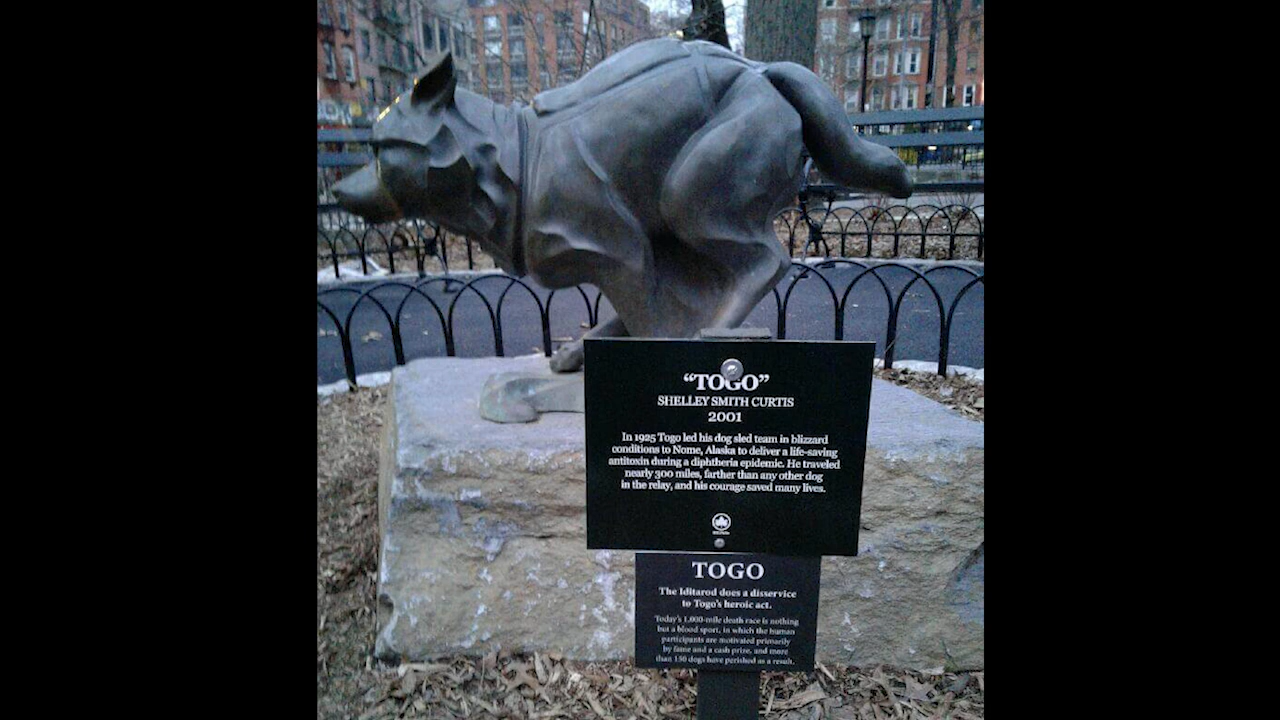 “TOGO”
SHELLEY SMITH CURTIS
2001
In 1925 Togo led his dog sled team in blizzard
conditions to Nome, Alaska to deliver a life-saving
antitoxin during a diphtheria epidemic. He traveled
nearly 300 miles, farther than any other dog
in the relay, and his courage saved many lives.
TOGO
The Iditarod does a disservice
to Togo's heroic act.
Today's 1,000-mile death race is nothing
but a blood sport, in which the human
participants are motivated primarily
by fame and a cash prize, and more
than 150 dogs have perished as a result.